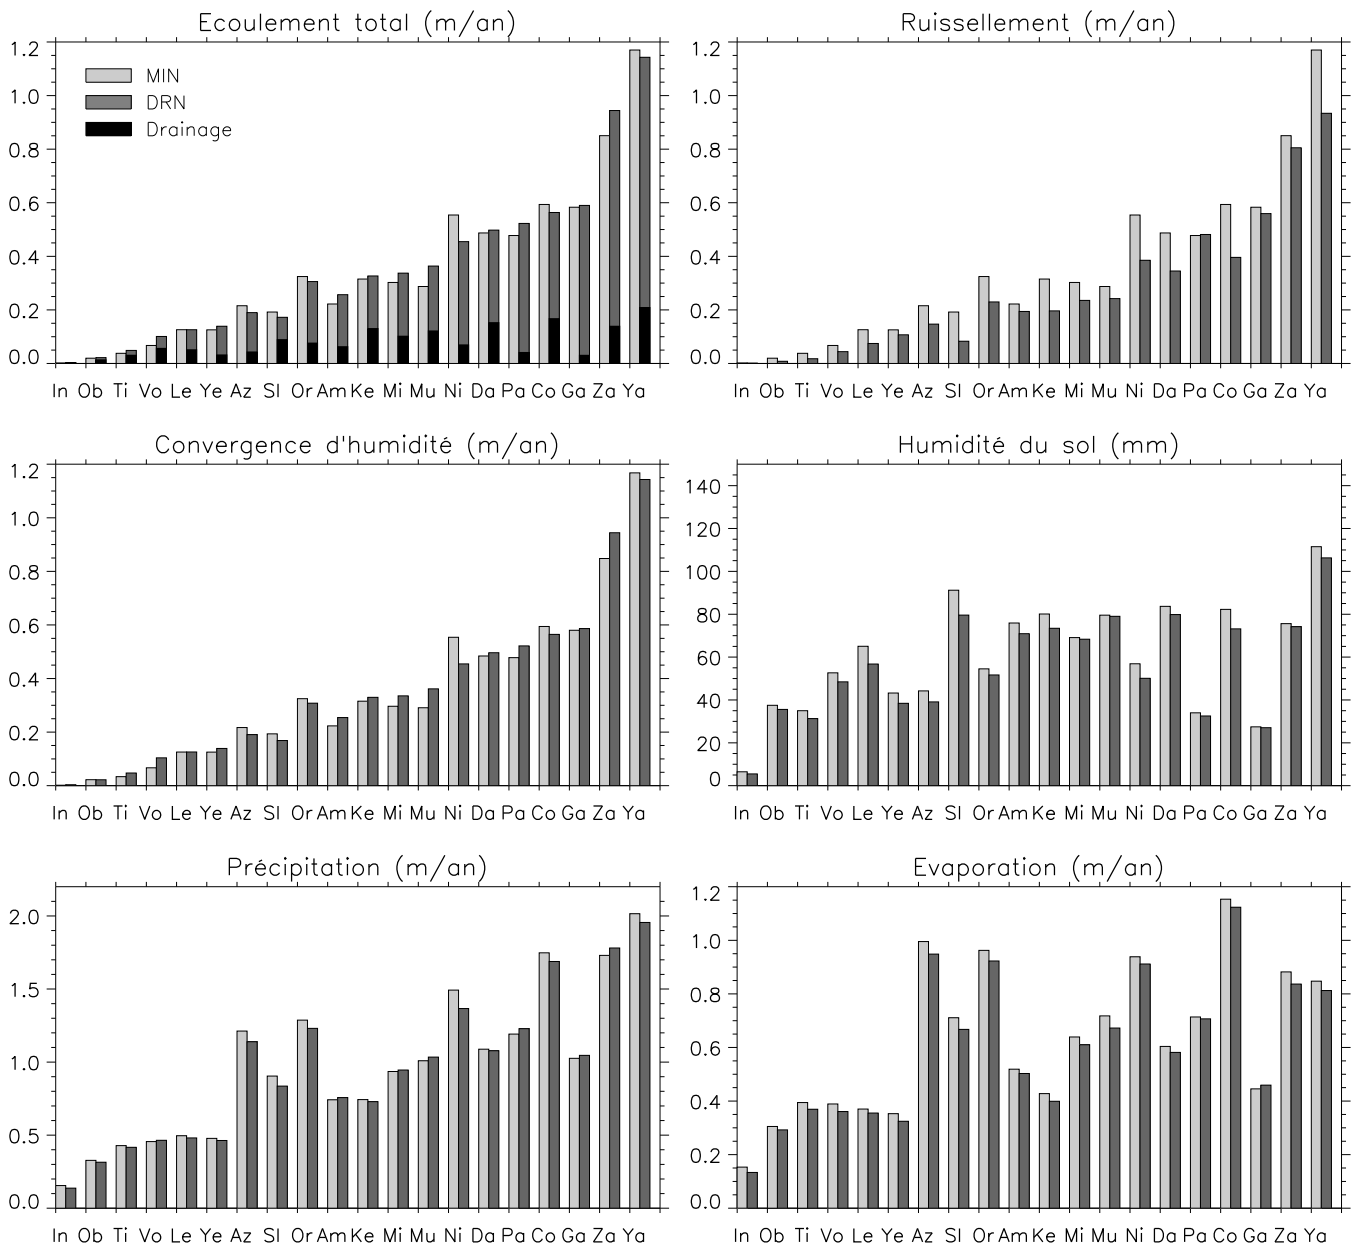 Ecoulement total (m/an)
1.2
1.0
0.8
0.6
0.4
0.2
0.0
MIN
DRN
Drainage
In Ob Ti Vo Le Ye Az Sl Or Am Ke Mi Mu Ni Da Pa Co Ga Za Ya
Ruissellement (m/an)
1.2
1.0
0.8
0.6
0.4
0.2
0.0
In Ob Ti Vo Le Ye Az Sl Or Am Ke Mi Mu Ni Da Pa Co Ga Za Ya
Convergence d'humidité (m/an)
1.2
1.0
0.8
0.6
0.4
0.2
0.0
In Ob Ti Vo Le Ye Az Sl Or Am Ke Mi Mu Ni Da Pa Co Ga Za Ya
Humidité du sol (mm)
140
120
100
80
60
40
20
0
In Ob Ti Vo Le Ye Az Sl Or Am Ke Mi Mu Ni Da Pa Co Ga Za Ya
Précipitation (m/an)
2.0
1.5
1.0
0.5
0.0
In Ob Ti Vo Le Ye Az Sl Or Am Ke Mi Mu Ni Da Pa Co Ga Za Ya
Evaporation (m/an)
1.2
1.0
0.8
0.6
0.4
0.2
0.0
In Ob Ti Vo Le Ye Az Sl Or Am Ke Mi Mu Ni Da Pa Co Ga Za Ya